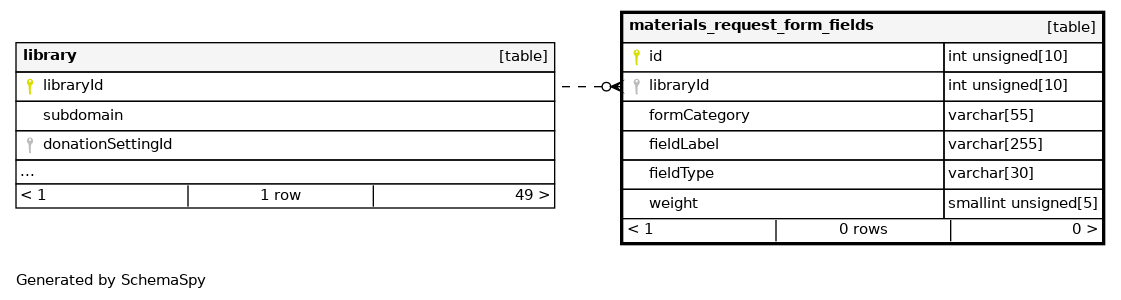 library [table]
libraryId
subdomain
donationSettingId
...
< 1 1 row 49 >
materials_request_form_fields [table]
id int unsigned[10]
libraryId int unsigned[10]
formCategory varchar[55]
fieldLabel varchar[255]
fieldType varchar[30]
weight smallint unsigned[5]
< 1 0 rows 0 >
Generated by SchemaSpy